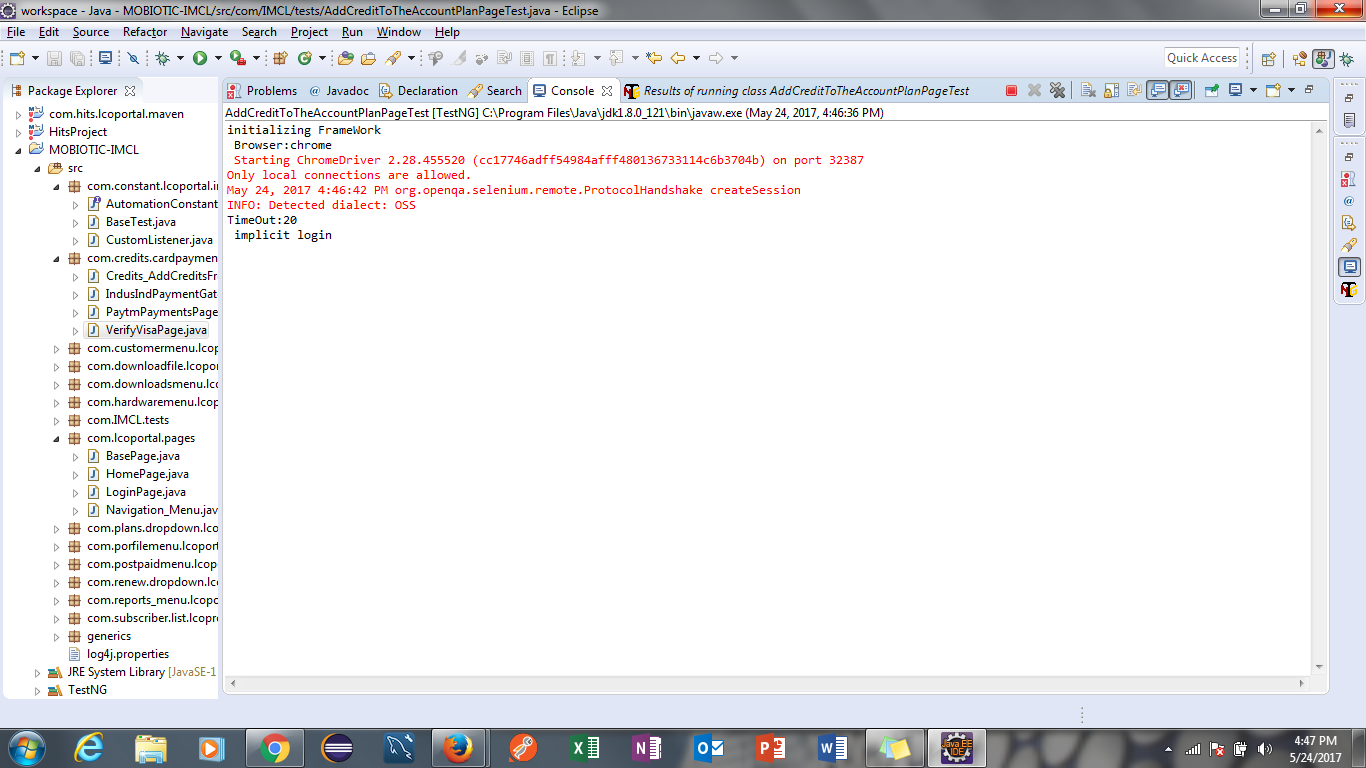 workspace - Java - MOBIOTIC-IMCL/src/com/IMCL/tests/AddCreditToTheAccountPlanPageTest.java - Eclipse
File Edit Source Refactor Navigate Search Project Run Window Help
Quick Access
Package Explorer
com.hits.lcoportal.maven
HitsProject
MOBIOTIC-IMCL
src
com.constant.lcoportal.in
AutomationConstant
BaseTest.java
CustomListener.java
com.credits.cardpaymen
Credits_AddCreditsFr
IndusIndPaymentGat
PaytmPaymentsPage
VerifyVisaPage.java
com.customermenu.lcop
com.downloadfile.lcopor
com.downloadsmenu.lco
com.hardwaremenu.lcop
com.IMCL.tests
com.lcoportal.pages
BasePage.java
HomePage.java
LoginPage.java
Navigation_Menu.jav
com.plans.dropdown.lco
com.porfilemenu.lcoport
com.postpaidmenu.lcop
com.renew.dropdown.lc
com.reports_menu.lcopo
com.subscriber.list.lcopro
generics
log4j.properties
JRE System Library [JavaSE-1
TestNG
Problems @ Javadoc Declaration Search Console Results of running class AddCreditToTheAccountPlanPageTest
AddCreditToTheAccountPlanPageTest [TestNG] C:\Program Files\Java\jdk1.8.0_121\bin\javaw.exe (May 24, 2017, 4:46:36 PM)
initializing FrameWork
Browser:chrome
Starting ChromeDriver 2.28.455520 (cc17746adff54984afff480136733114c6b3704b) on port 32387
Only local connections are allowed.
May 24, 2017 4:46:42 PM org.openqa.selenium.remote.ProtocolHandshake createSession
INFO: Detected dialect: OSS
TimeOut:20
implicit login
Java EE
IDE
4:47 PM
5/24/2017